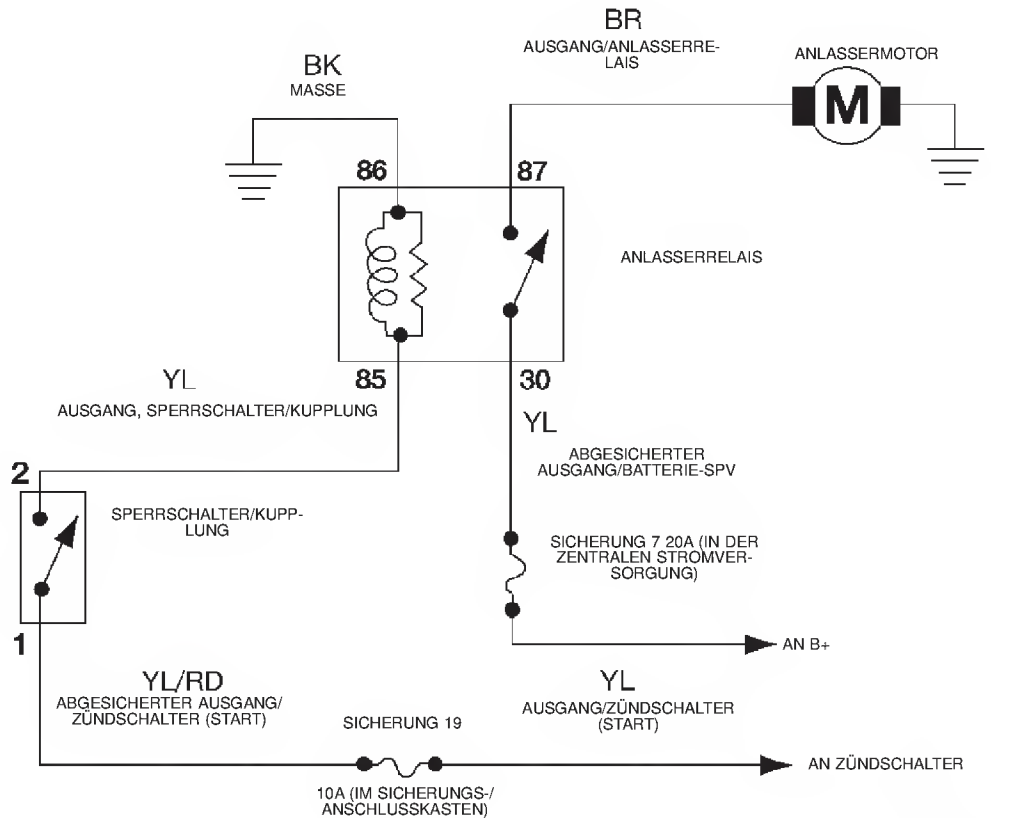 BR
AUSGANG/ANLASSERRE-
LAIS
ANLASSERMOTOR
BK
MASSE
M
86
87
ANLASSERRELAIS
85
30
YL
AUSGANG, SPERRSCHALTER/KUPPLUNG
YL
ABGESICHERTER
AUSGANG/BATTERIE-SPV
2
SPERRSCHALTER/KUPP-
LUNG
SICHERUNG 7 20A (IN DER
ZENTRALEN STROMVER-
SORGUNG)
1
AN B+
YL/RD
ABGESICHERTER AUSGANG/
ZÜNDSCHALTER (START)
YL
AUSGANG/ZÜNDSCHALTER
(START)
SICHERUNG 19
AN ZÜNDSCHALTER
10A (IM SICHERUNGS-/
ANSCHLUSSKASTEN)